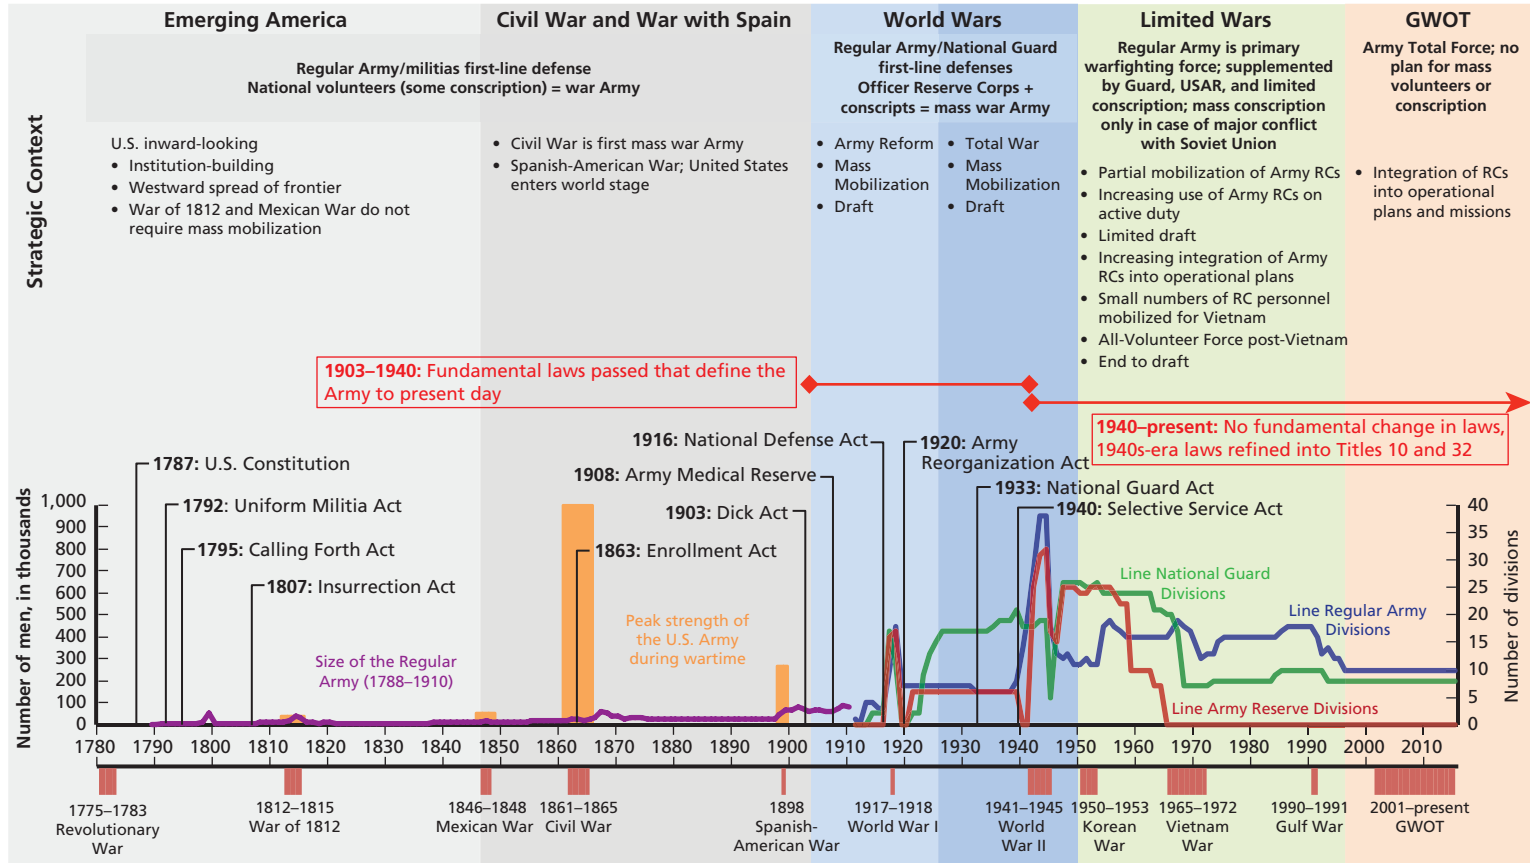 Emerging America
Civil War and War with Spain
World Wars
Limited Wars
GWOT
Strategic Context
Regular Army/militias first-line defense
National volunteers (some conscription) = war Army
Regular Army/National Guard
first-line defenses
Officer Reserve Corps +
conscripts = mass war Army
Regular Army is primary
warfighting force; supplemented
by Guard, USAR, and limited
conscription; mass conscription
only in case of major conflict
with Soviet Union
Army Total Force; no
plan for mass
volunteers or
conscription
U.S. inward-looking
• Institution-building
• Westward spread of frontier
• War of 1812 and Mexican War do not
require mass mobilization
• Civil War is first mass war Army
• Spanish-American War; United States
enters world stage
• Army Reform
• Mass
Mobilization
• Draft
• Total War
• Mass
Mobilization
• Draft
• Partial mobilization of Army RCs
• Increasing use of Army RCs on
active duty
• Limited draft
• Increasing integration of Army
RCs into operational plans
• Small numbers of RC personnel
mobilized for Vietnam
• All-Volunteer Force post-Vietnam
• End to draft
• Integration of RCs
into operational
plans and missions
1903–1940: Fundamental laws passed that define the
Army to present day
1940–present: No fundamental change in laws,
1940s-era laws refined into Titles 10 and 32
1787: U.S. Constitution
1792: Uniform Militia Act
1795: Calling Forth Act
1807: Insurrection Act
1863: Enrollment Act
1916: National Defense Act
1908: Army Medical Reserve
1903: Dick Act
1920: Army
Reorganization Act
1933: National Guard Act
1940: Selective Service Act
Number of men, in thousands
1,000
900
800
700
600
500
400
300
200
100
0
Size of the Regular
Army (1788–1910)
Peak strength of
the U.S. Army
during wartime
Line National Guard
Divisions
Line Regular Army
Divisions
Line Army Reserve Divisions
40
35
30
25
20
15
10
5
0
Number of divisions
1780 1790 1800 1810 1820 1830 1840 1850 1860 1870 1880 1890 1900 1910 1920 1930 1940 1950 1960 1970 1980 1990 2000 2010
1775–1783
Revolutionary
War
1812–1815
War of 1812
1846–1848
Mexican War
1861–1865
Civil War
1898
Spanish-
American War
1917–1918
World War I
1941–1945
World
War II
1950–1953
Korean
War
1965–1972
Vietnam
War
1990–1991
Gulf War
2001–present
GWOT